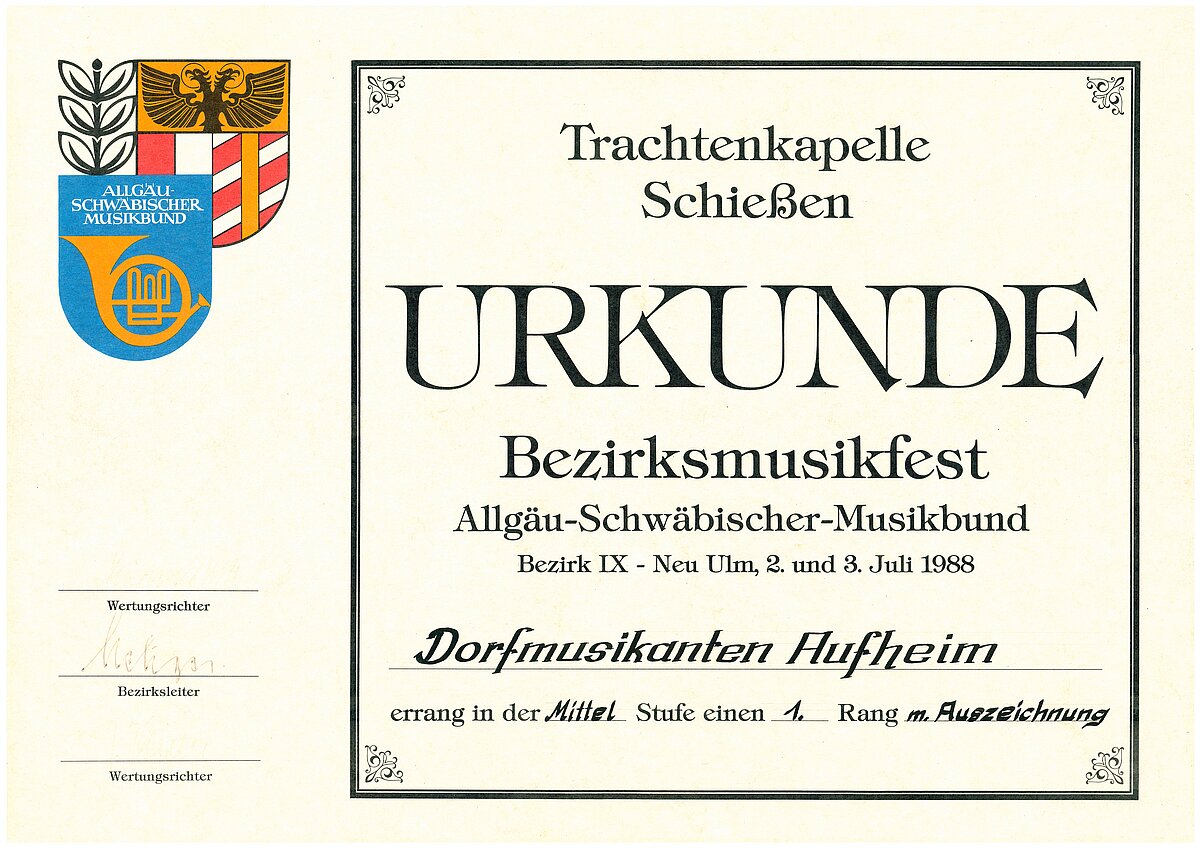 ALLGÄU-
SCHWÄBISCHER
MUSIKBUND
Wertungsrichter
Bezirksleiter
Wertungsrichter
Trachtenkapelle
Schießen
URKUNDE
Bezirksmusikfest
Allgäu-Schwäbischer-Musikbund
Bezirk IX - Neu Ulm, 2. und 3. Juli 1988
Dorfmusikanten Aufheim
errang in der Mittel Stufe einen 1. Rang m. Auszeichnung